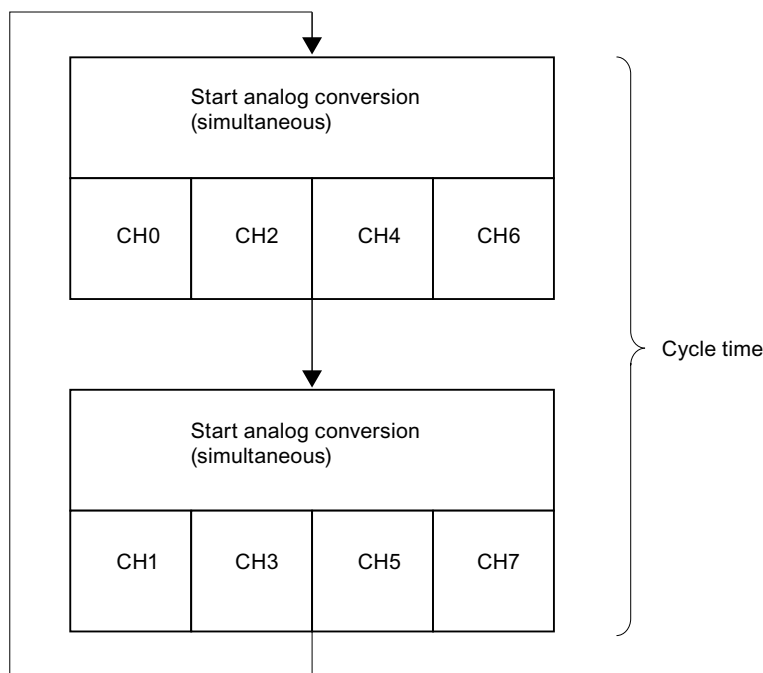 Start analog conversion
(simultaneous)
CH0 CH2 CH4 CH6
Cycle time
Start analog conversion
(simultaneous)
CH1 CH3 CH5 CH7